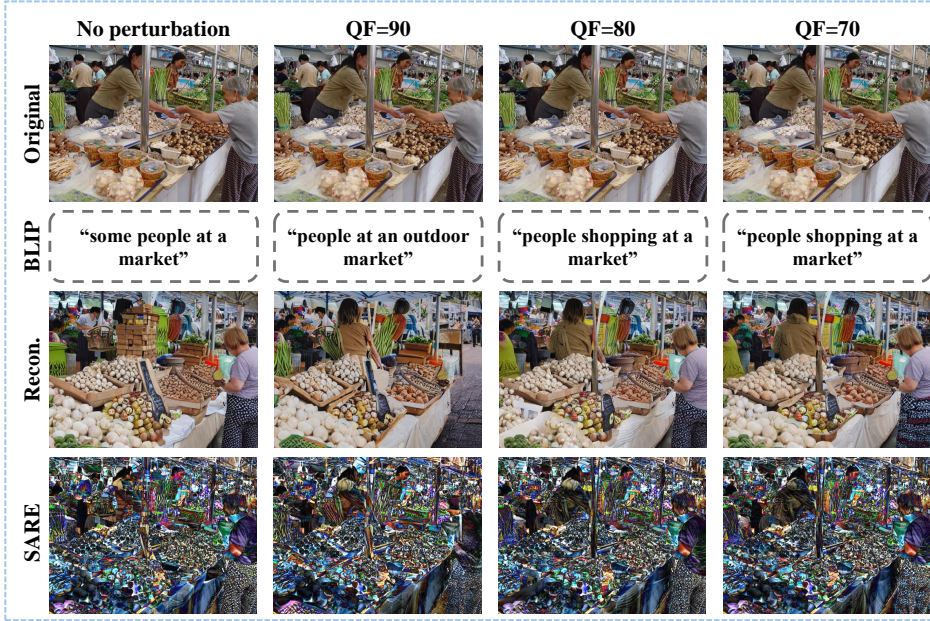 No perturbation QF=90 QF=80 QF=70
Original
BLIP
“some people at a
market”
“people at an outdoor
market”
“people shopping at a
market”
“people shopping at a
market”
Recon.
SARE